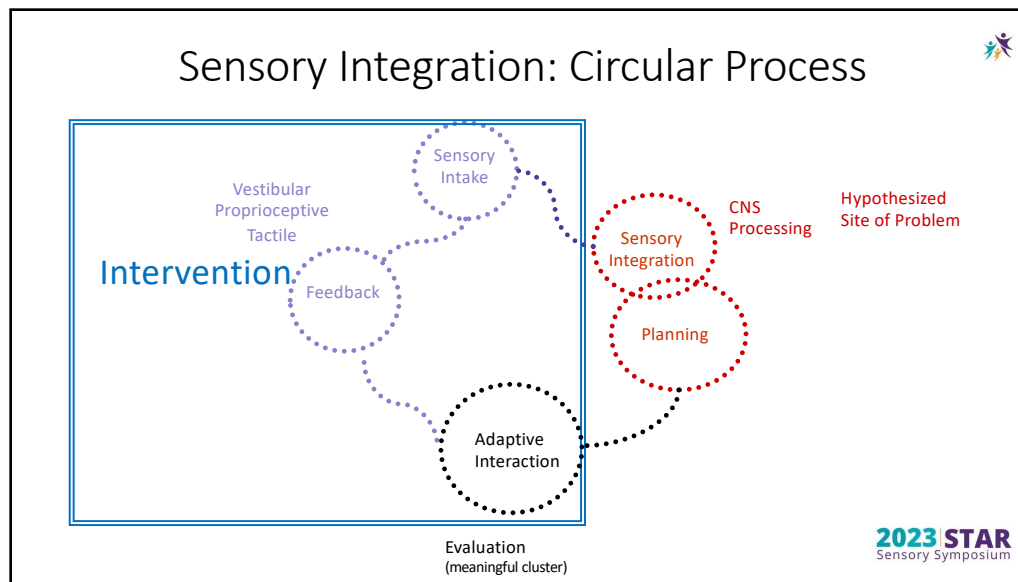 Sensory Integration: Circular Process
Sensory
Intake
Vestibular
Proprioceptive
Tactile
Intervention
Feedback
CNS
Processing
Hypothesized
Site of Problem
Sensory
Integration
Planning
Adaptive
Interaction
Evaluation
(meaningful cluster)
2023 STAR
Sensory Symposium